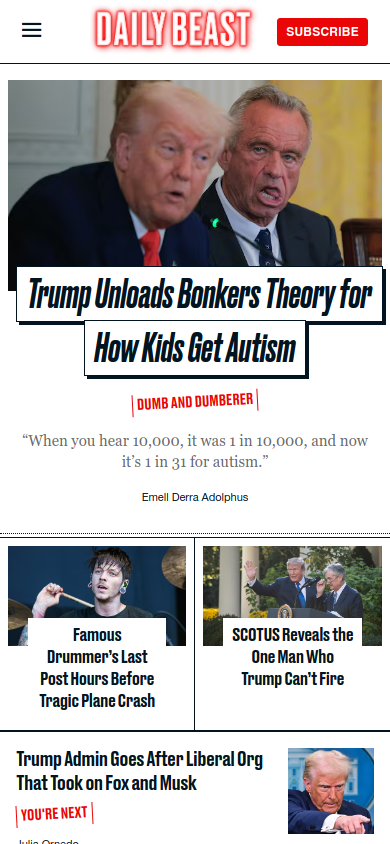 DAILY BEAST
SUBSCRIBE
Trump Unloads Bonkers Theory for
How Kids Get Autism
DUMB AND DUMBERER
“When you hear 10,000, it was 1 in 10,000, and now
it’s 1 in 31 for autism.”
Emell Derra Adolphus
Famous
Drummer’s Last
Post Hours Before
Tragic Plane Crash
SCOTUS Reveals the
One Man Who
Trump Can’t Fire
Trump Admin Goes After Liberal Org
That Took on Fox and Musk
YOU'RE NEXT